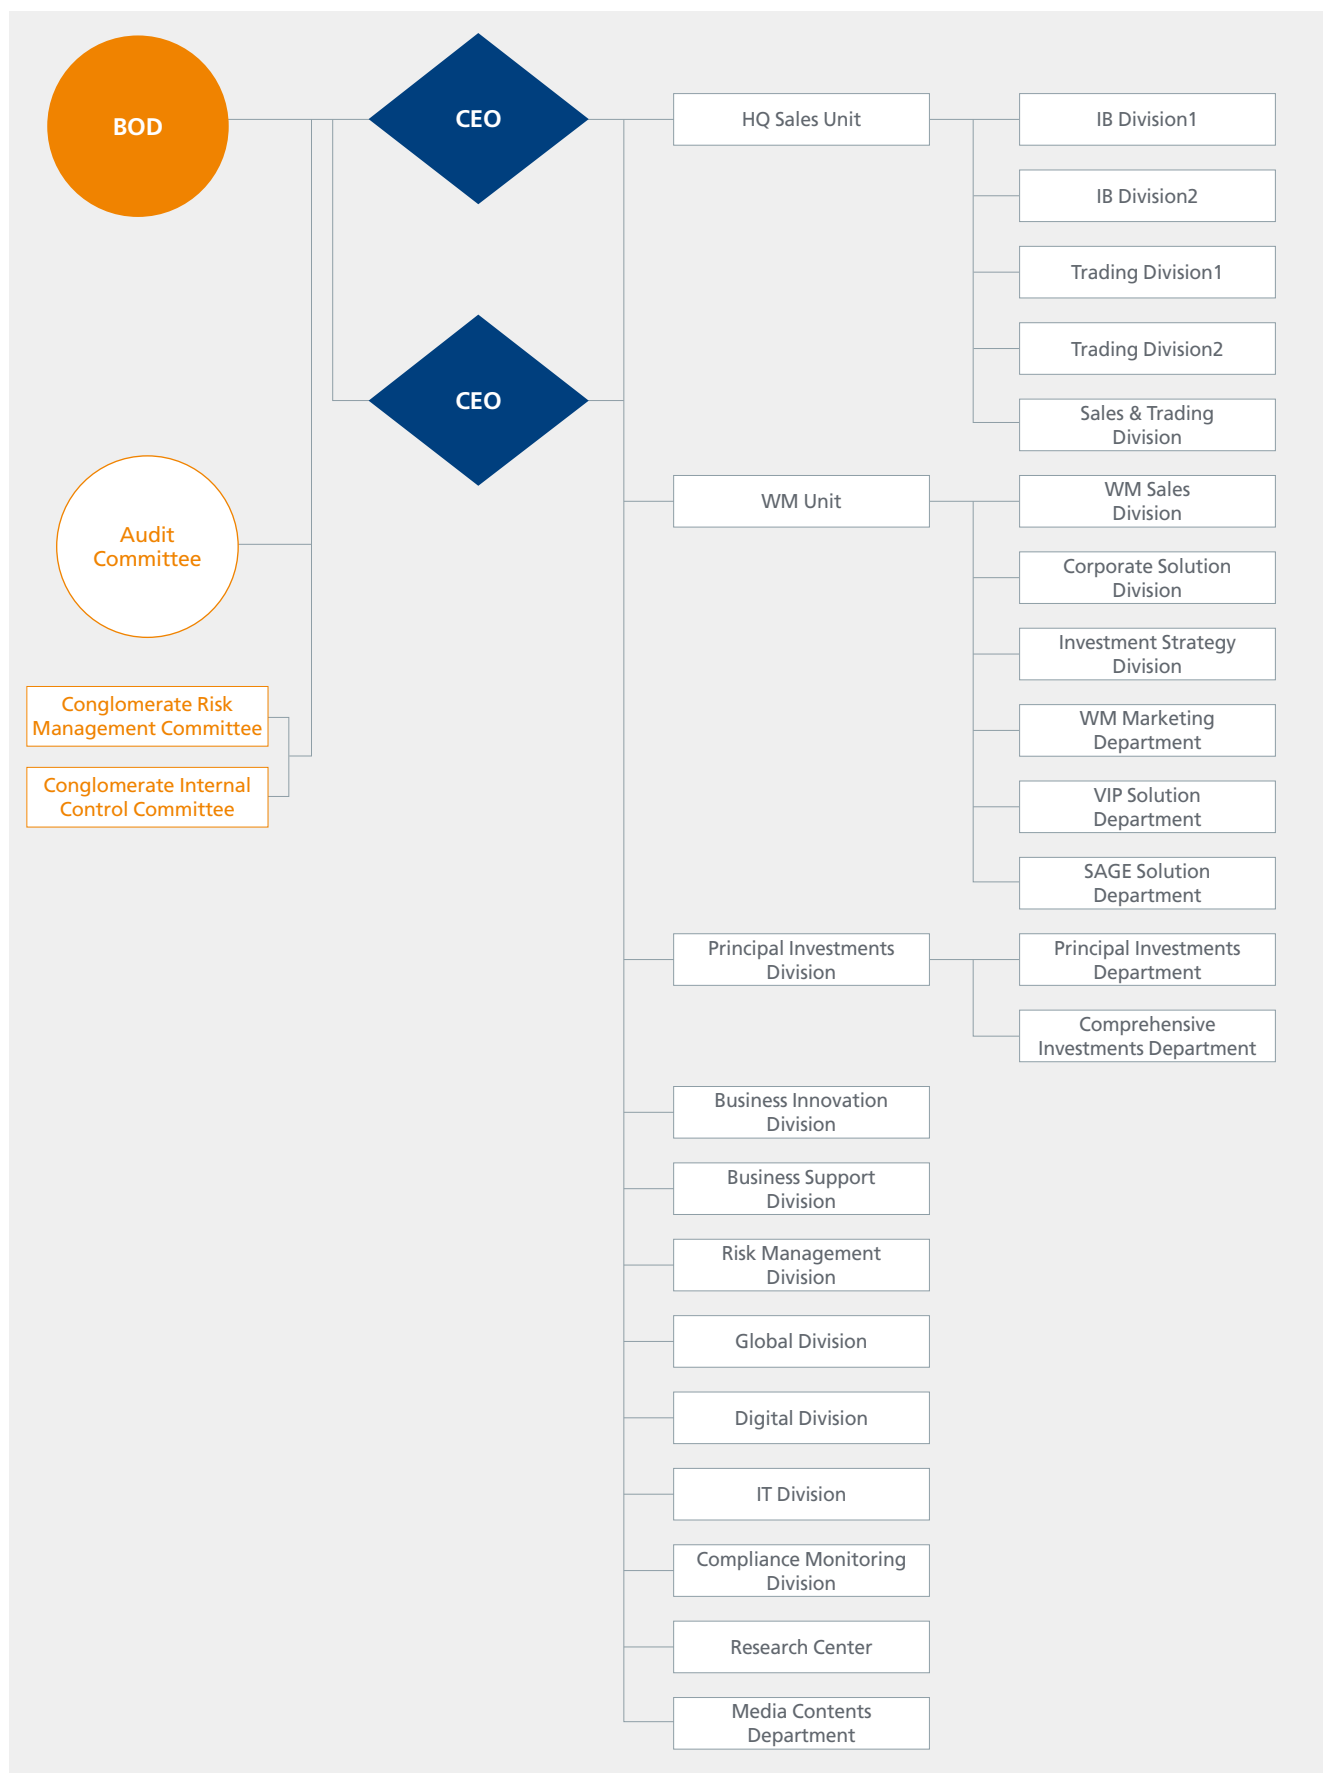 BOD
CEO
CEO
Audit
Committee
Conglomerate Risk
Management Committee
Conglomerate Internal
Control Committee
HQ Sales Unit
IB Division1
IB Division2
Trading Division1
Trading Division2
Sales & Trading
Division
WM Unit
WM Sales
Division
Corporate Solution
Division
Investment Strategy
Division
WM Marketing
Department
VIP Solution
Department
SAGE Solution
Department
Principal Investments
Division
Principal Investments
Department
Comprehensive
Investments Department
Business Innovation
Division
Business Support
Division
Risk Management
Division
Global Division
Digital Division
IT Division
Compliance Monitoring
Division
Research Center
Media Contents
Department